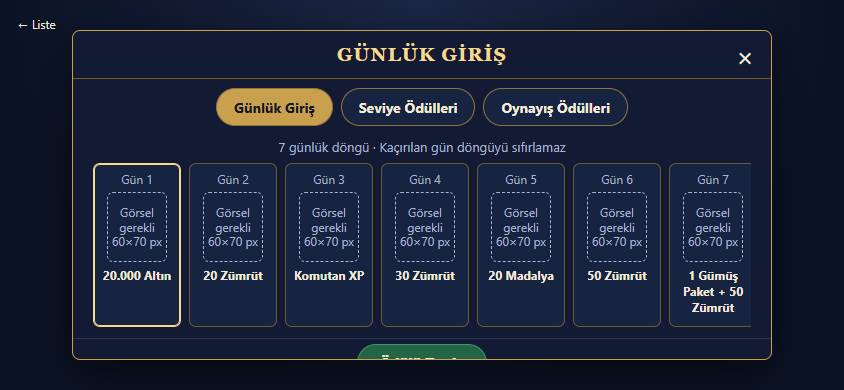 ← Liste
GÜNLÜK GİRİŞ
×
Günlük Giriş
Seviye Ödülleri
Oynayış Ödülleri
7 günlük döngü · Kaçırılan gün döngüyü sıfırlamaz
Gün 1
Görsel
gerekli
60×70 px
20.000 Altın
Gün 2
Görsel
gerekli
60×70 px
20 Zümrüt
Gün 3
Görsel
gerekli
60×70 px
Komutan XP
Gün 4
Görsel
gerekli
60×70 px
30 Zümrüt
Gün 5
Görsel
gerekli
60×70 px
20 Madalya
Gün 6
Görsel
gerekli
60×70 px
50 Zümrüt
Gün 7
Görsel
gerekli
60×70 px
1 Gümüş
Paket + 50
Zümrüt